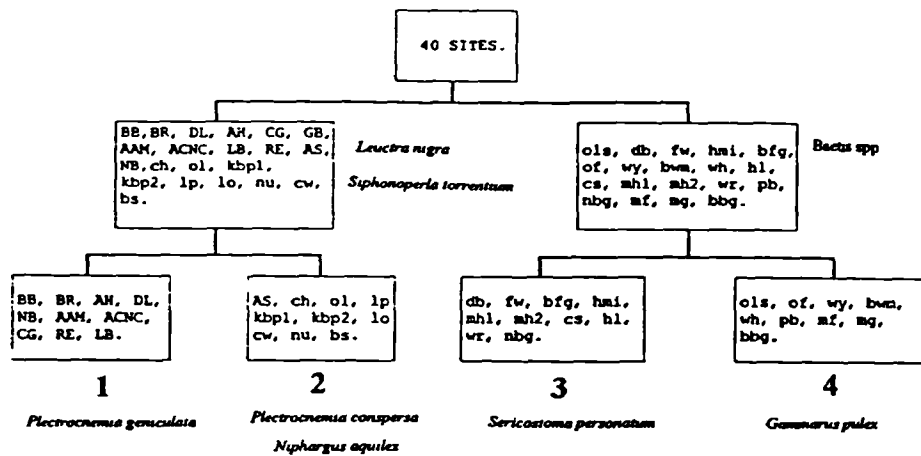 40 SITES.
BB,BR, DL, AH, CG, GB,
AAM, ACNC, LB, RE, AS,
NB,ch, ol, kbp1,
kbp2, lp, lo, nu, cw,
bs.
Leuctra nigra
Siphonoperla torrentium
ols, db, fw, hmi, bfg,
of, wy, bwm, wh, hl,
cs, mh1, mh2, wr, pb,
nbg, mf, mg, bbg.
Baetus spp
BB, BR, AH, DL,
NB, AAM, ACNC,
CG, RE, LB.
AS, ch, ol, lp
kbp1, kbp2, lo
cw, nu, bs.
db, fw, bfg, hmi,
mh1, mh2, cs, hl,
wr, nbg.
ols, of, wy, bwm,
wh, pb, mf, mg,
bbg.
1
2
3
4
Plectrocnemia geniculata
Plectrocnemia conspersa
Niphargus aquilex
Sericostoma personatum
Gammarus pulex